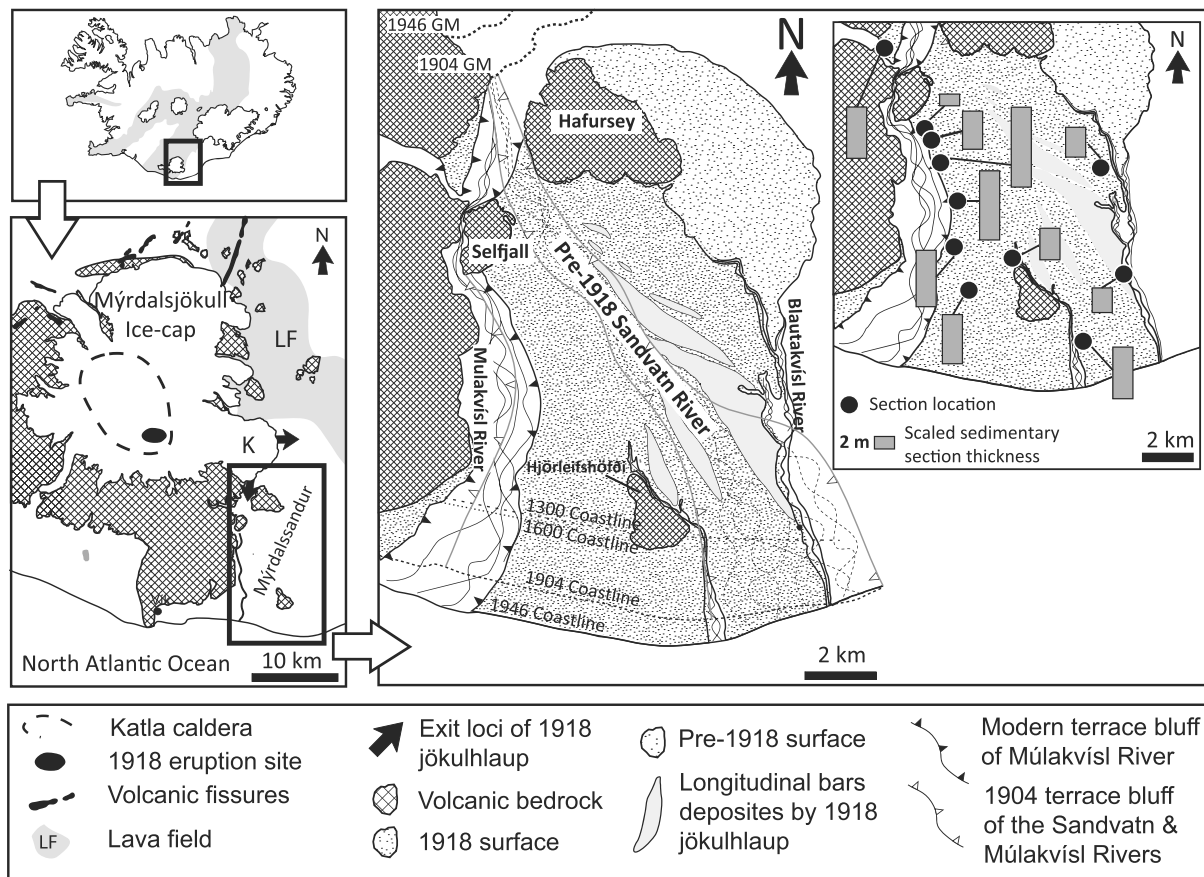 N
Mýrdalsjökull
Ice-cap
LF
K
Mýrdalssandur
North Atlantic Ocean
10 km
1946 GM
1904 GM
N
Hafursey
Selfjall
Pre-1918 Sandvatn River
Mulakvísl River
Blautakvísl River
Hjörleifshöfði
1300 Coastline
1600 Coastline
1904 Coastline
1946 Coastline
2 km
N
Section location
2 m
Scaled sedimentary
section thickness
2 km
Katla caldera
1918 eruption site
Volcanic fissures
LF
Lava field
Exit loci of 1918
jökulhlaup
Volcanic bedrock
1918 surface
Pre-1918 surface
Longitudinal bars
deposites by 1918
jökulhlaup
Modern terrace bluff
of Múlakvísl River
1904 terrace bluff
of the Sandvatn &
Múlakvísl Rivers